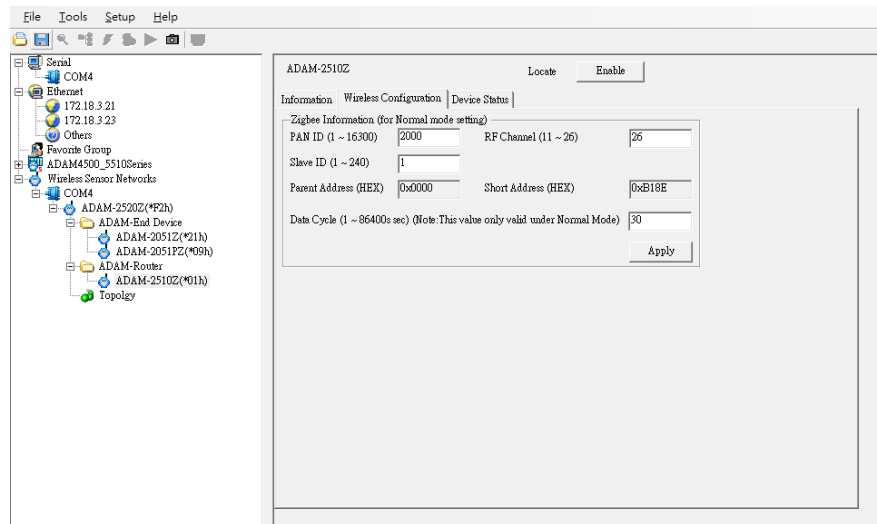 File Tools Setup Help
Serial
COM4
Ethernet
172.18.3.21
172.18.3.23
Others
Favorite Group
ADAM4500_5510Series
Wireless Sensor Networks
COM4
ADAM-2520Z(*F2h)
ADAM-End Device
ADAM-2051Z(*21h)
ADAM-2051PZ(*09h)
ADAM-Router
ADAM-2510Z(*01h)
Topolgy
ADAM-2510Z Locate Enable
Information Wireless Configuration Device Status
Zigbee Information (for Normal mode setting)
PAN ID (1 ~ 16300) 2000 RF Channel (11 ~ 26) 26
Slave ID (1 ~ 240) 1
Parent Address (HEX) 0x0000 Short Address (HEX) 0xB18E
Data Cycle (1 ~ 86400s sec) (Note:This value only valid under Normal Mode) 30
Apply